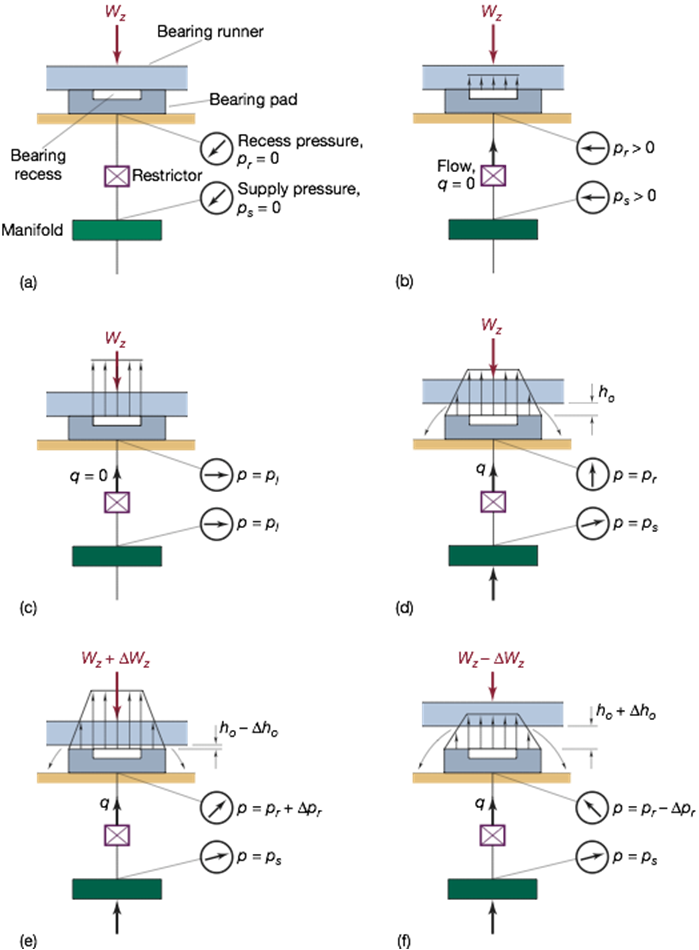 W_z
Bearing runner
Bearing pad
Bearing
recess
Recess pressure,
p_r = 0
Restrictor
Supply pressure,
p_s = 0
Manifold
(a)
W_z
p_r > 0
Flow,
q = 0
p_s > 0
(b)
W_z
q = 0
p = p_l
p = p_l
(c)
W_z
h_o
q
p = p_r
p = p_s
(d)
W_z + ΔW_z
h_o − Δh_o
q
p = p_r + Δp_r
p = p_s
(e)
W_z − ΔW_z
h_o + Δh_o
q
p = p_r − Δp_r
p = p_s
(f)